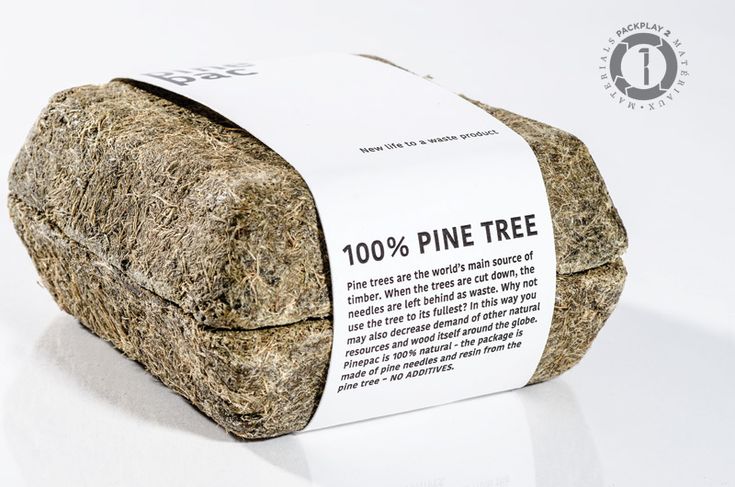 PACKPLAY 2
MATERIALS • MATÉRIAUX
1
pine
pac
New life to a waste product
100% PINE TREE
Pine trees are the world's main source of
timber. When the trees are cut down, the
needles are left behind as waste. Why not
use the tree to its fullest? In this way you
may also decrease demand of other natural
resources and wood itself around the globe.
Pinepac is 100% natural - the package is
made of pine needles and resin from the
pine tree – NO ADDITIVES.